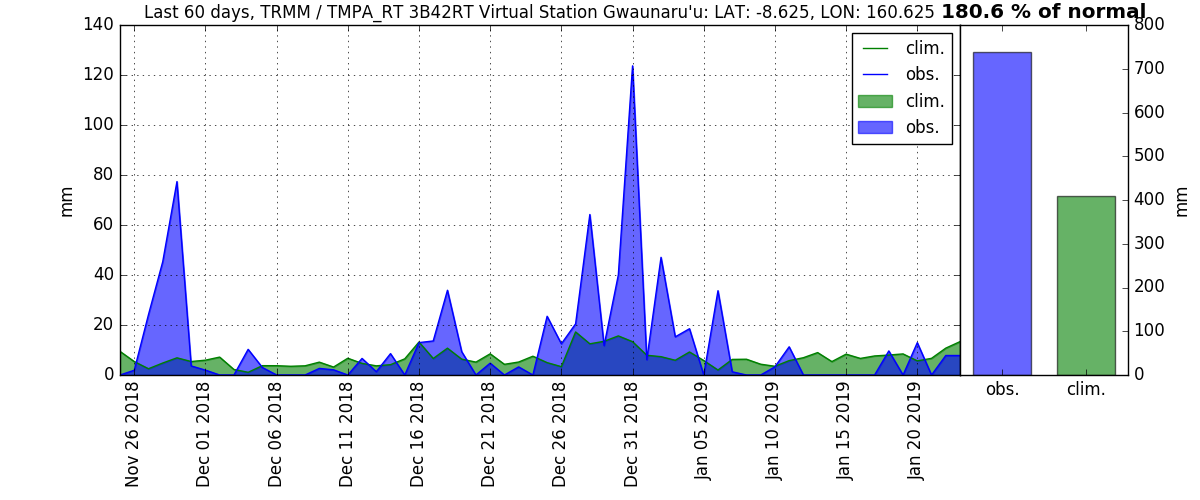 Last 60 days, TRMM / TMPA_RT 3B42RT Virtual Station Gwaunaru'u: LAT: -8.625, LON: 160.625 180.6 % of normal
140
120
100
80
60
40
20
0
mm
clim.
obs.
clim.
obs.
Nov 26 2018
Dec 01 2018
Dec 06 2018
Dec 11 2018
Dec 16 2018
Dec 21 2018
Dec 26 2018
Dec 31 2018
Jan 05 2019
Jan 10 2019
Jan 15 2019
Jan 20 2019
800
700
600
500
400
300
200
100
0
mm
obs.
clim.